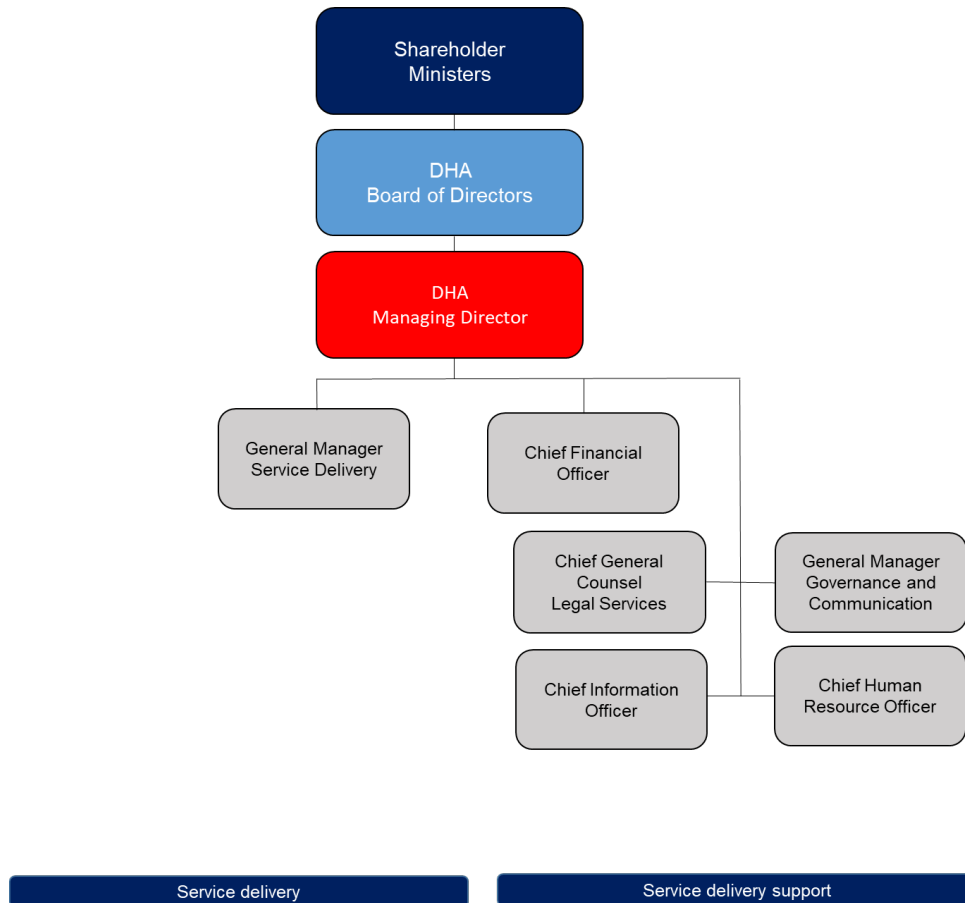 Shareholder
Ministers
DHA
Board of Directors
DHA
Managing Director
General Manager
Service Delivery
Chief Financial
Officer
Chief General
Counsel
Legal Services
General Manager
Governance and
Communication
Chief Information
Officer
Chief Human
Resource Officer
Service delivery
Service delivery support